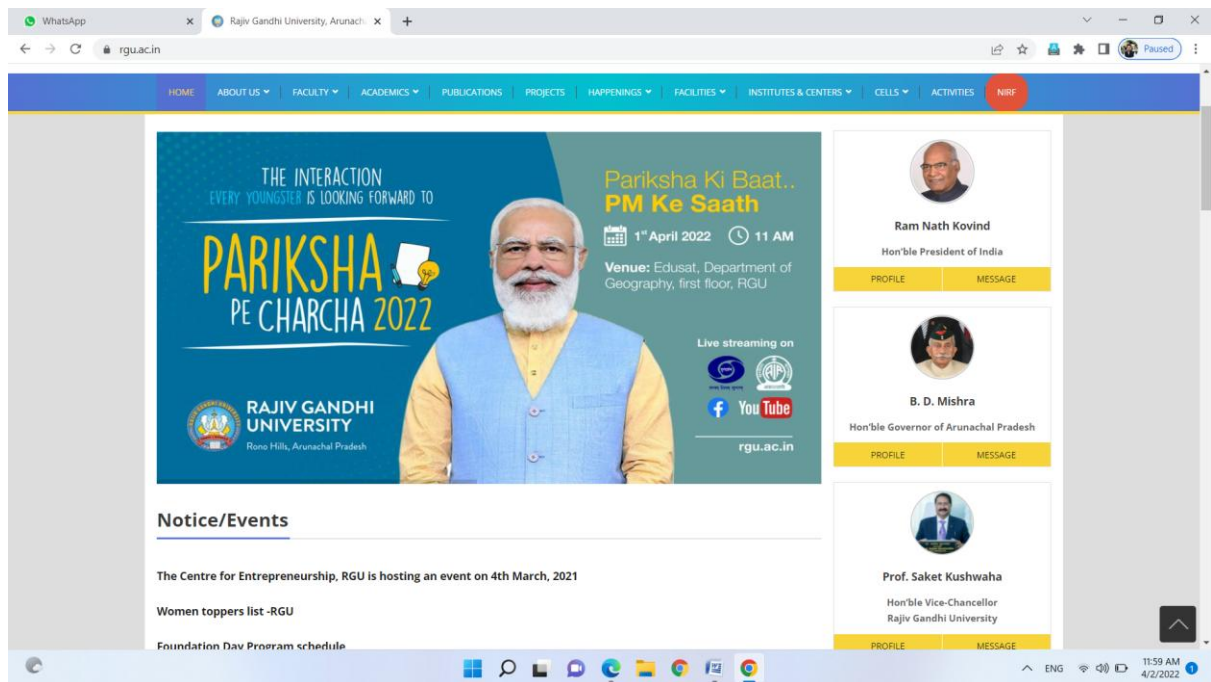 WhatsApp
Rajiv Gandhi University, Arunach
rgu.ac.in
Paused
HOME ABOUT US FACULTY ACADEMICS PUBLICATIONS PROJECTS HAPPENINGS FACILITIES INSTITUTES & CENTERS CELLS ACTIVITIES NIRF
THE INTERACTION
EVERY YOUNGSTER IS LOOKING FORWARD TO
PARIKSHA
PE CHARCHA 2022
RAJIV GANDHI
UNIVERSITY
Rono Hills, Arunachal Pradesh
Pariksha Ki Baat..
PM Ke Saath
1st April 2022 11 AM
Venue: Edusat, Department of
Geography, first floor, RGU
Live streaming on
You Tube
rgu.ac.in
Ram Nath Kovind
Hon'ble President of India
PROFILE MESSAGE
B. D. Mishra
Hon'ble Governor of Arunachal Pradesh
PROFILE MESSAGE
Prof. Saket Kushwaha
Hon'ble Vice-Chancellor
Rajiv Gandhi University
PROFILE MESSAGE
Notice/Events
The Centre for Entrepreneurship, RGU is hosting an event on 4th March, 2021
Women toppers list -RGU
Foundation Day Program schedule
ENG
11:59 AM
4/2/2022
1